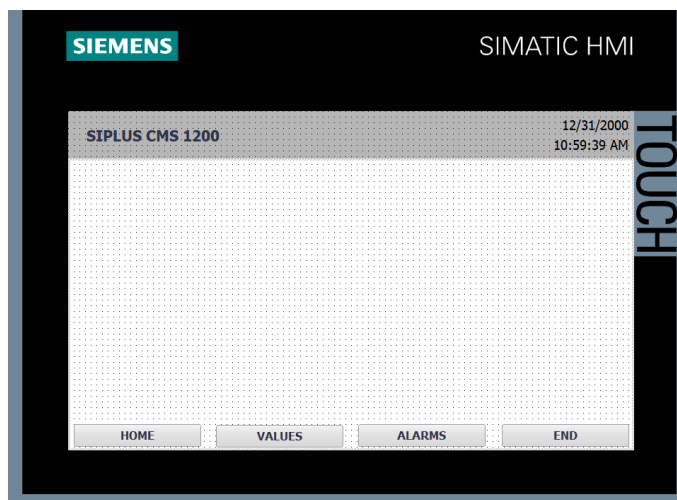 SIEMENS
SIMATIC HMI
TOUCH
SIPLUS CMS 1200
12/31/2000
10:59:39 AM
HOME
VALUES
ALARMS
END